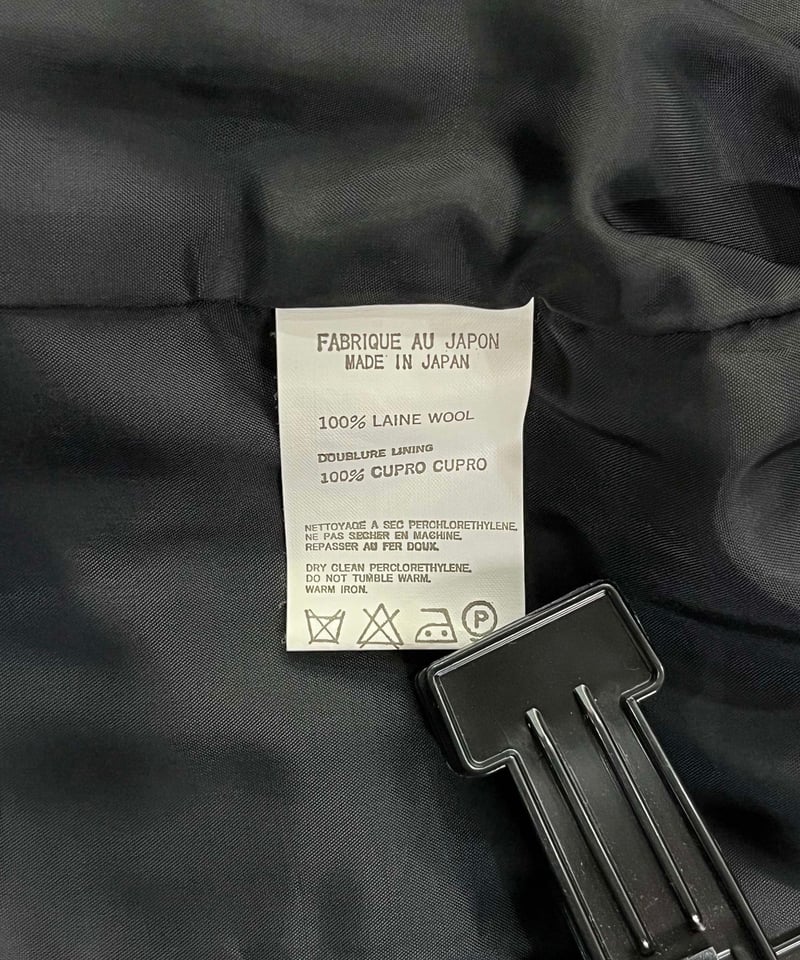 FABRIQUE AU JAPON
MADE IN JAPAN
100% LAINE WOOL
DOUBLURE LINING
100% CUPRO CUPRO
NETTOYAGE A SEC PERCHLORETHYLENE.
NE PAS SECHER EN MACHINE.
REPASSER AU FER DOUX.
DRY CLEAN PERCLORETHYLENE.
DO NOT TUMBLE WARM.
WARM IRON.
P